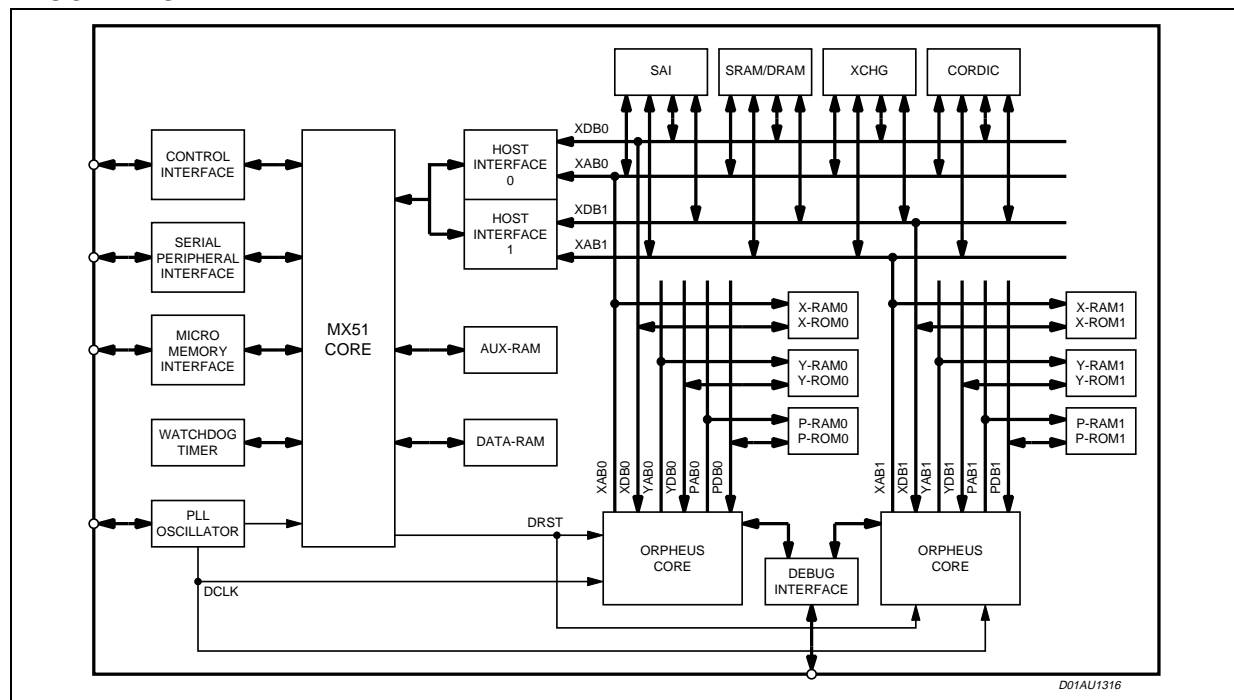 SAI
SRAM/DRAM
XCHG
CORDIC
XDB0
XAB0
XDB1
XAB1
CONTROL
INTERFACE
SERIAL
PERIPHERAL
INTERFACE
MICRO
MEMORY
INTERFACE
WATCHDOG
TIMER
PLL
OSCILLATOR
MX51
CORE
HOST
INTERFACE
0
HOST
INTERFACE
1
AUX-RAM
DATA-RAM
X-RAM0
X-ROM0
Y-RAM0
Y-ROM0
P-RAM0
P-ROM0
X-RAM1
X-ROM1
Y-RAM1
Y-ROM1
P-RAM1
P-ROM1
XAB0
XDB0
YAB0
YDB0
PAB0
PDB0
XAB1
XDB1
YAB1
YDB1
PAB1
PDB1
DRST
DCLK
ORPHEUS
CORE
DEBUG
INTERFACE
ORPHEUS
CORE
D01AU1316